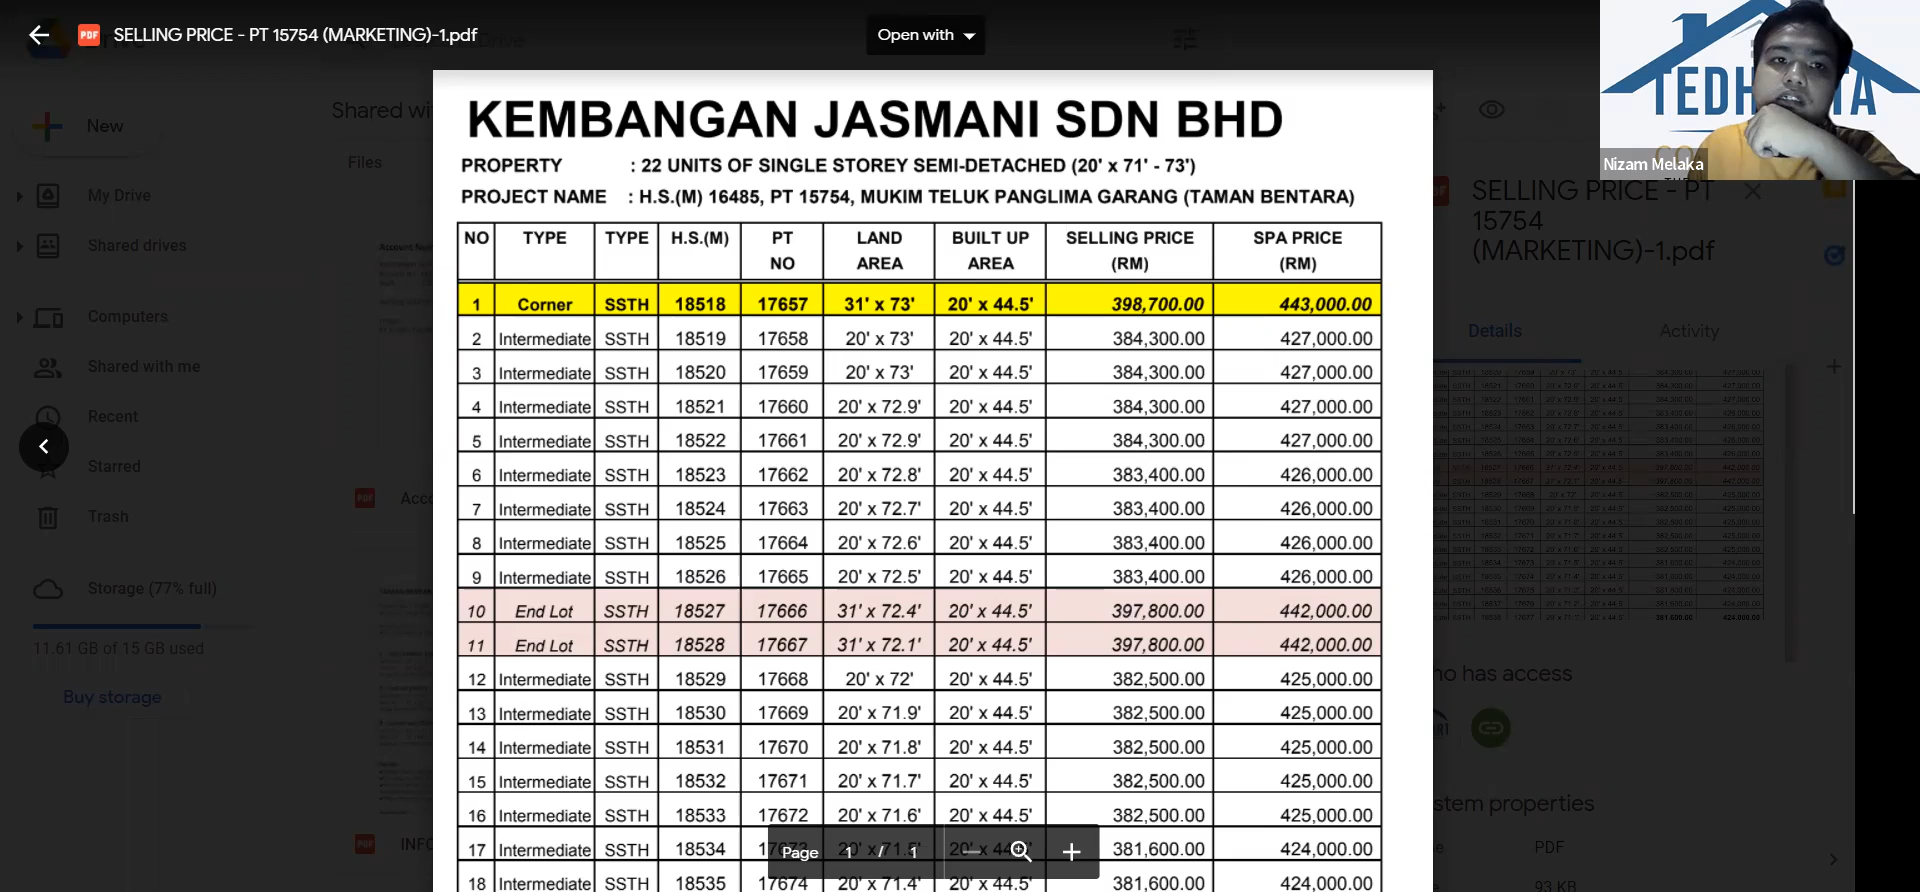 SELLING PRICE - PT 15754 (MARKETING)-1.pdf
Open with
Nizam Melaka
New
My Drive
Shared drives
Computers
Shared with me
Recent
Starred
Trash
Storage (77% full)
11.61 GB of 15 GB used
Buy storage
Files
KEMBANGAN JASMANI SDN BHD
PROPERTY : 22 UNITS OF SINGLE STOREY SEMI-DETACHED (20' x 71' - 73')
PROJECT NAME : H.S.(M) 16485, PT 15754, MUKIM TELUK PANGLIMA GARANG (TAMAN BENTARA)
NO TYPE TYPE H.S.(M) PT NO LAND AREA BUILT UP AREA SELLING PRICE (RM) SPA PRICE (RM)
1 Corner SSTH 18518 17657 31' x 73' 20' x 44.5' 398,700.00 443,000.00
2 Intermediate SSTH 18519 17658 20' x 73' 20' x 44.5' 384,300.00 427,000.00
3 Intermediate SSTH 18520 17659 20' x 73' 20' x 44.5' 384,300.00 427,000.00
4 Intermediate SSTH 18521 17660 20' x 72.9' 20' x 44.5' 384,300.00 427,000.00
5 Intermediate SSTH 18522 17661 20' x 72.9' 20' x 44.5' 384,300.00 427,000.00
6 Intermediate SSTH 18523 17662 20' x 72.8' 20' x 44.5' 383,400.00 426,000.00
7 Intermediate SSTH 18524 17663 20' x 72.7' 20' x 44.5' 383,400.00 426,000.00
8 Intermediate SSTH 18525 17664 20' x 72.6' 20' x 44.5' 383,400.00 426,000.00
9 Intermediate SSTH 18526 17665 20' x 72.5' 20' x 44.5' 383,400.00 426,000.00
10 End Lot SSTH 18527 17666 31' x 72.4' 20' x 44.5' 397,800.00 442,000.00
11 End Lot SSTH 18528 17667 31' x 72.1' 20' x 44.5' 397,800.00 442,000.00
12 Intermediate SSTH 18529 17668 20' x 72' 20' x 44.5' 382,500.00 425,000.00
13 Intermediate SSTH 18530 17669 20' x 71.9' 20' x 44.5' 382,500.00 425,000.00
14 Intermediate SSTH 18531 17670 20' x 71.8' 20' x 44.5' 382,500.00 425,000.00
15 Intermediate SSTH 18532 17671 20' x 71.7' 20' x 44.5' 382,500.00 425,000.00
16 Intermediate SSTH 18533 17672 20' x 71.6' 20' x 44.5' 382,500.00 425,000.00
17 Intermediate SSTH 18534 17673 20' x 71.5' 381,600.00 424,000.00
18 Intermediate SSTH 18535 17674 20' x 71.4' 20' x 44.5' 381,600.00 424,000.00
Page 1 / 1
SELLING PRICE - PT
15754
(MARKETING)-1.pdf
Details
Activity
PDF
93 KB